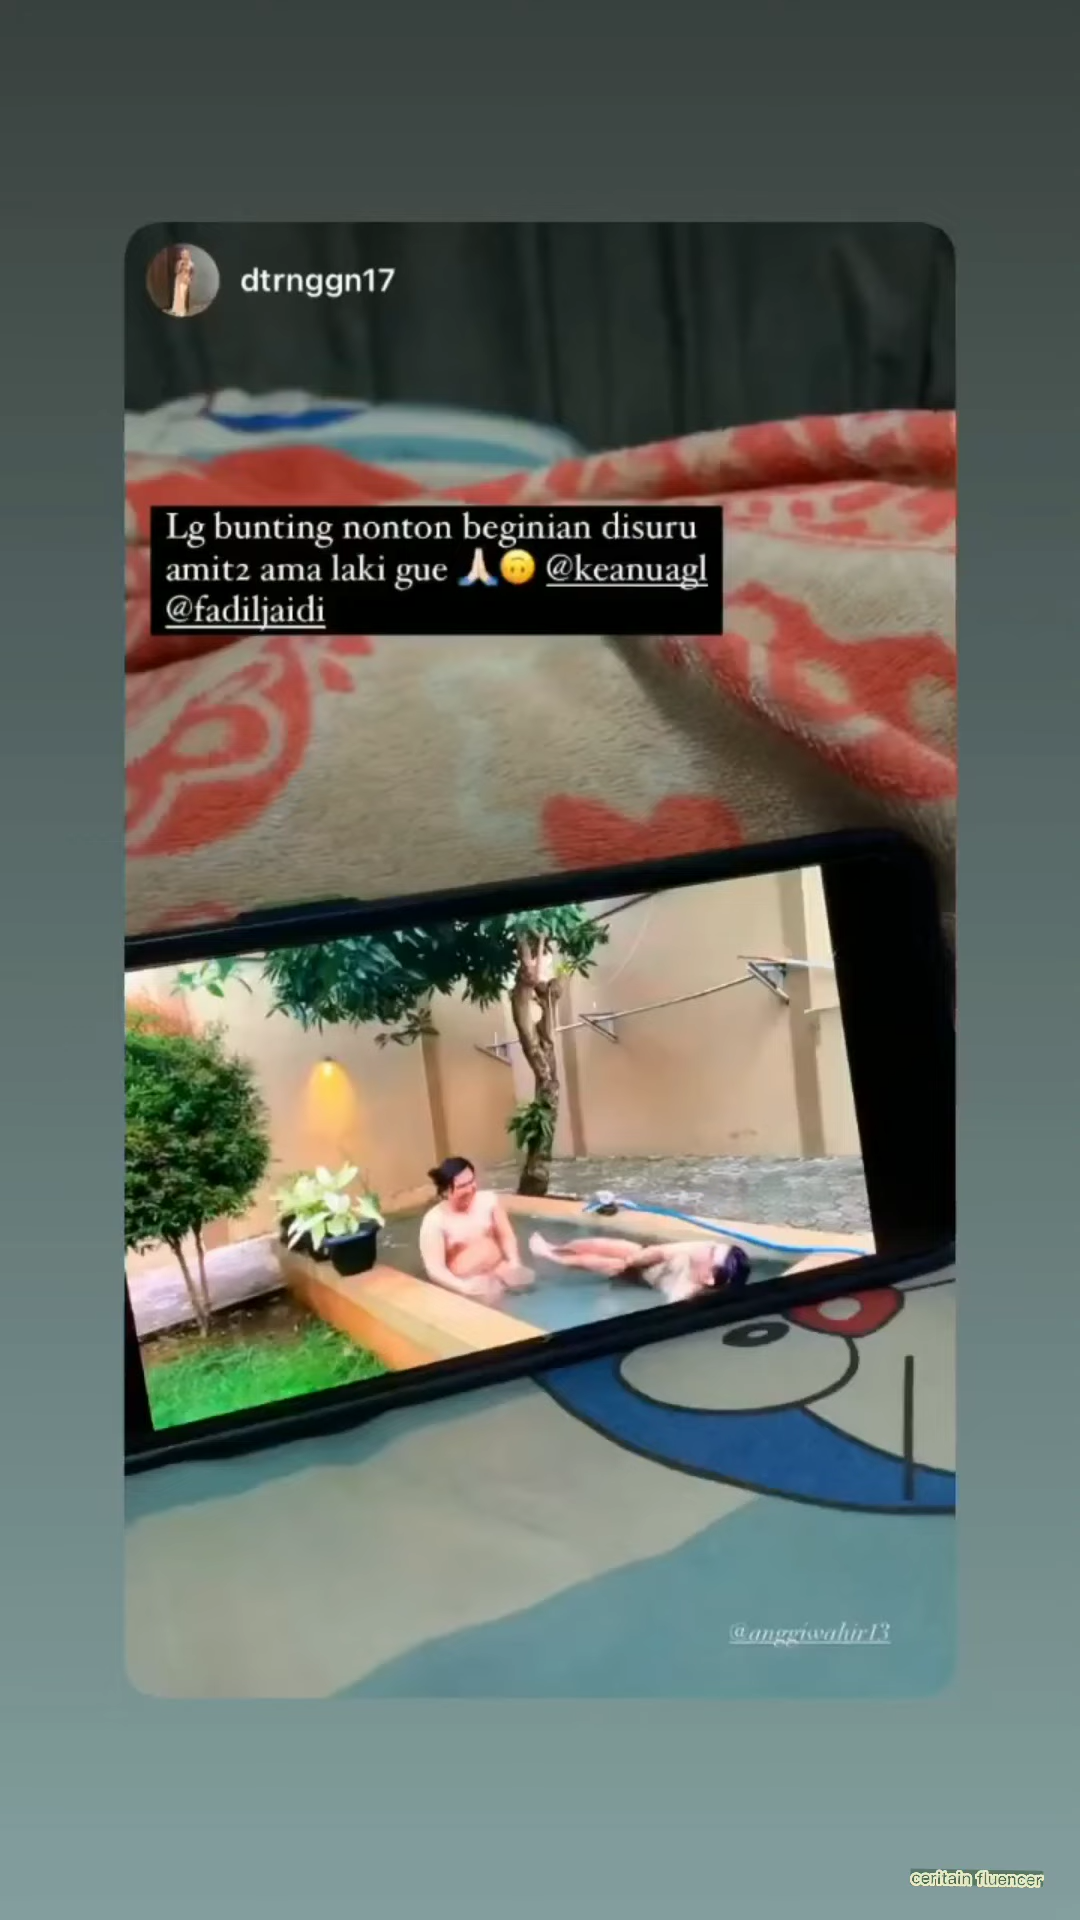 dtrnggn17
Lg bunting nonton beginian disuru
amit2 ama laki gue 🙏🏻🙃 @keanuagl
@fadiljaidi
@anggiwahir13
ceritain fluencer